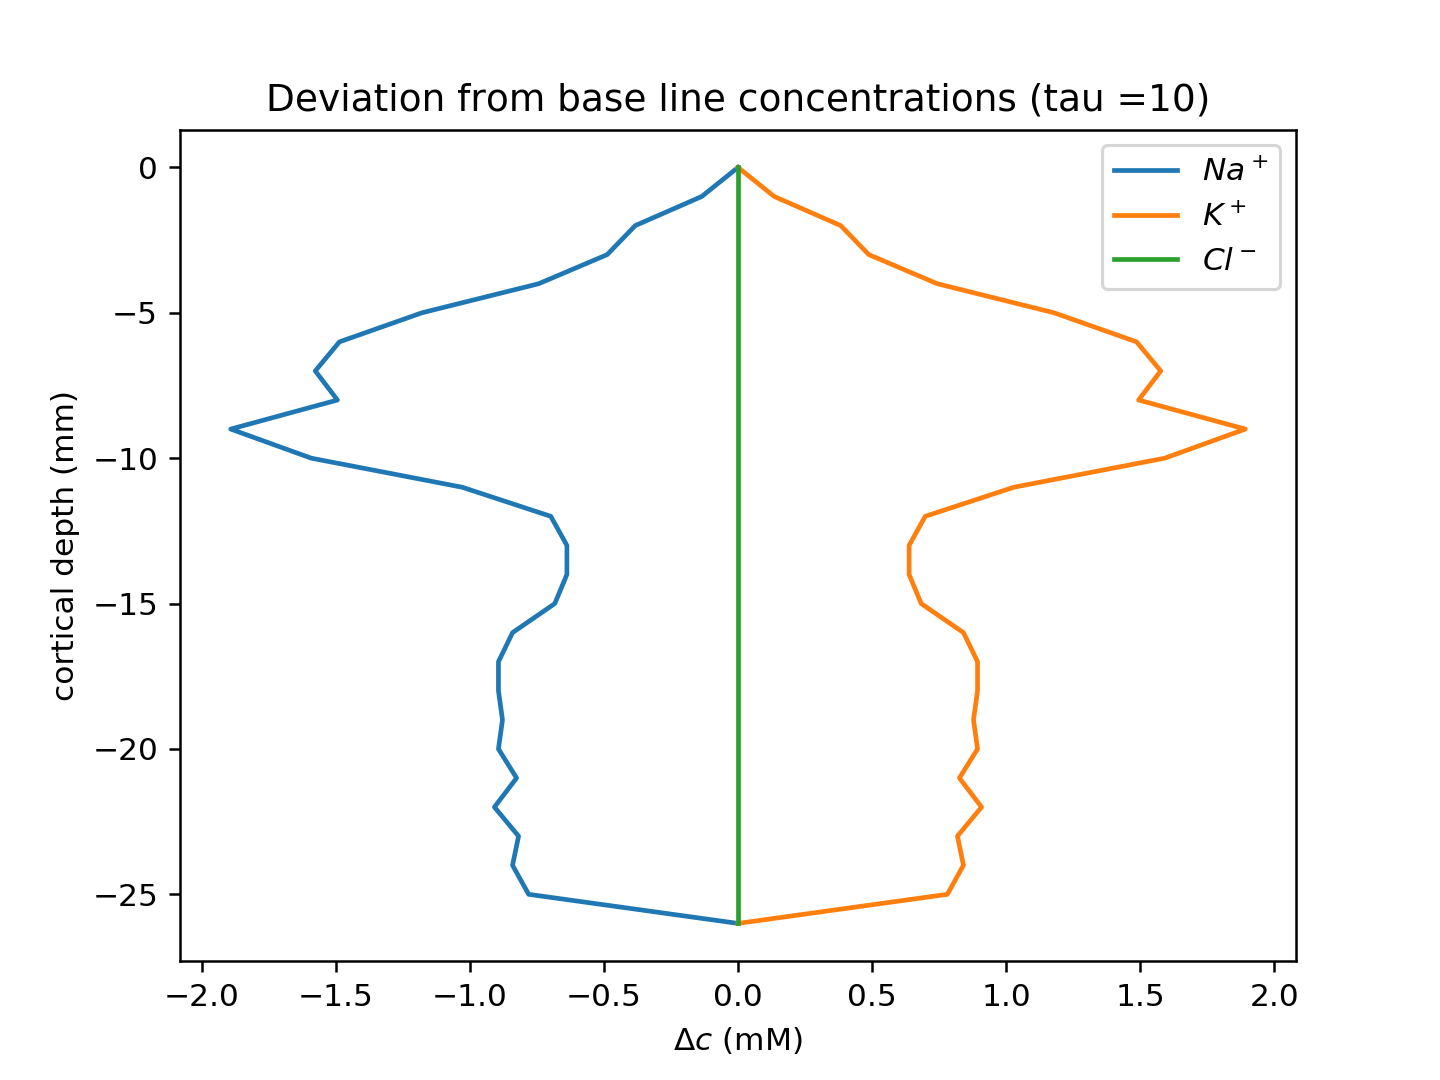 Deviation from base line concentrations (tau =10)
Na⁺
K⁺
Cl⁻
0
−5
−10
−15
−20
−25
cortical depth (mm)
−2.0 −1.5 −1.0 −0.5 0.0 0.5 1.0 1.5 2.0
Δc (mM)